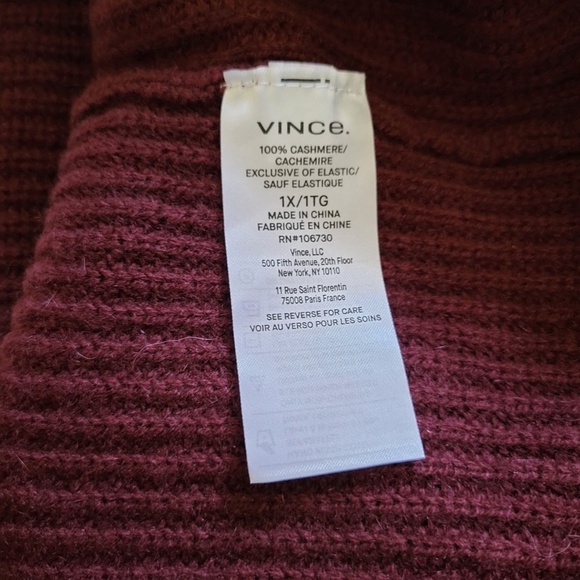 VINCe.
100% CASHMERE/
CACHEMIRE
EXCLUSIVE OF ELASTIC/
SAUF ELASTIQUE
1X/1TG
MADE IN CHINA
FABRIQUÉ EN CHINE
RN#106730
Vince, LLC
500 Fifth Avenue, 20th Floor
New York, NY 10110
11 Rue Saint Florentin
75008 Paris France
SEE REVERSE FOR CARE
VOIR AU VERSO POUR LES SOINS